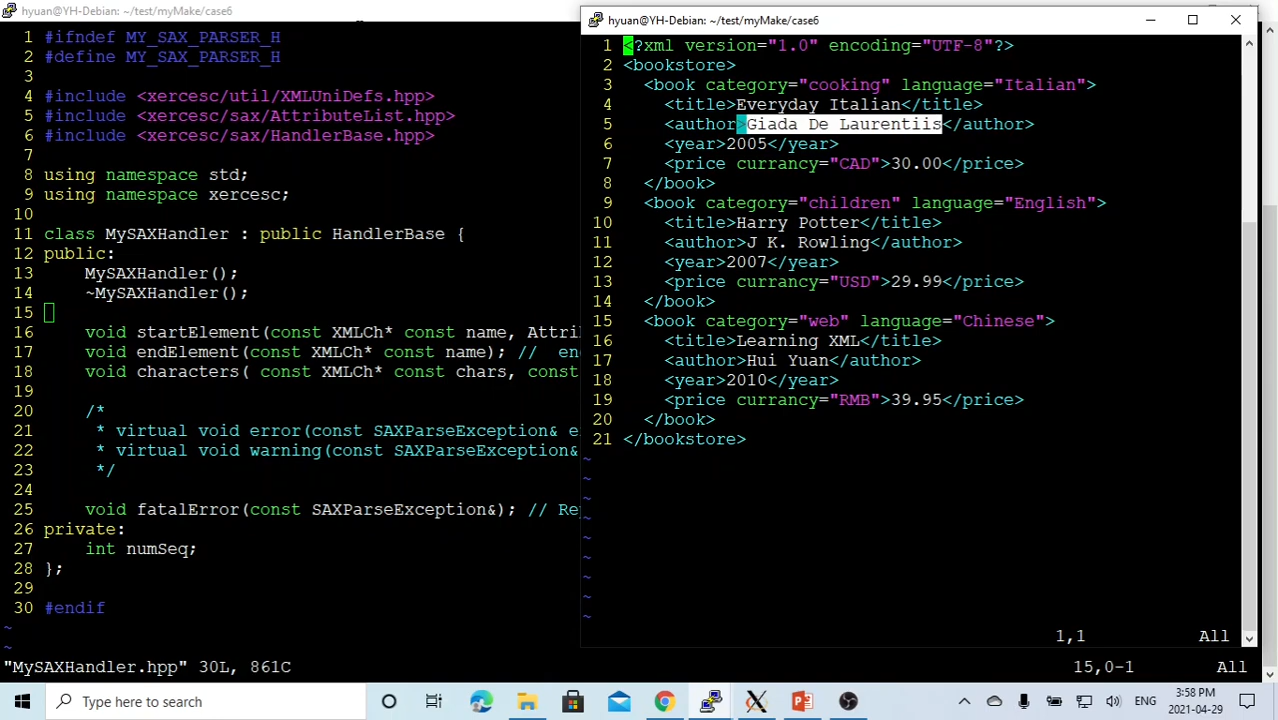 hyuan@YH-Debian: ~/test/myMake/case6
1 #ifndef MY_SAX_PARSER_H
2 #define MY_SAX_PARSER_H
3
4 #include <xercesc/util/XMLUniDefs.hpp>
5 #include <xercesc/sax/AttributeList.hpp>
6 #include <xercesc/sax/HandlerBase.hpp>
7
8 using namespace std;
9 using namespace xercesc;
10
11 class MySAXHandler : public HandlerBase {
12 public:
13     MySAXHandler();
14     ~MySAXHandler();
15
16     void startElement(const XMLCh* const name, Attri
17     void endElement(const XMLCh* const name); //  en
18     void characters( const XMLCh* const chars, const
19
20     /*
21      * virtual void error(const SAXParseException& e
22      * virtual void warning(const SAXParseException&
23      */
24
25     void fatalError(const SAXParseException&); // Re
26 private:
27     int numSeq;
28 };
29
30 #endif
~
~
"MySAXHandler.hpp" 30L, 861C
15,0-1
All
hyuan@YH-Debian: ~/test/myMake/case6
1 <?xml version="1.0" encoding="UTF-8"?>
2 <bookstore>
3   <book category="cooking" language="Italian">
4     <title>Everyday Italian</title>
5     <author>Giada De Laurentiis</author>
6     <year>2005</year>
7     <price currancy="CAD">30.00</price>
8   </book>
9   <book category="children" language="English">
10     <title>Harry Potter</title>
11     <author>J K. Rowling</author>
12     <year>2007</year>
13     <price currancy="USD">29.99</price>
14   </book>
15   <book category="web" language="Chinese">
16     <title>Learning XML</title>
17     <author>Hui Yuan</author>
18     <year>2010</year>
19     <price currancy="RMB">39.95</price>
20   </book>
21 </bookstore>
~
~
~
~
~
~
~
~
~
1,1
All
Type here to search
ENG
3:58 PM
2021-04-29